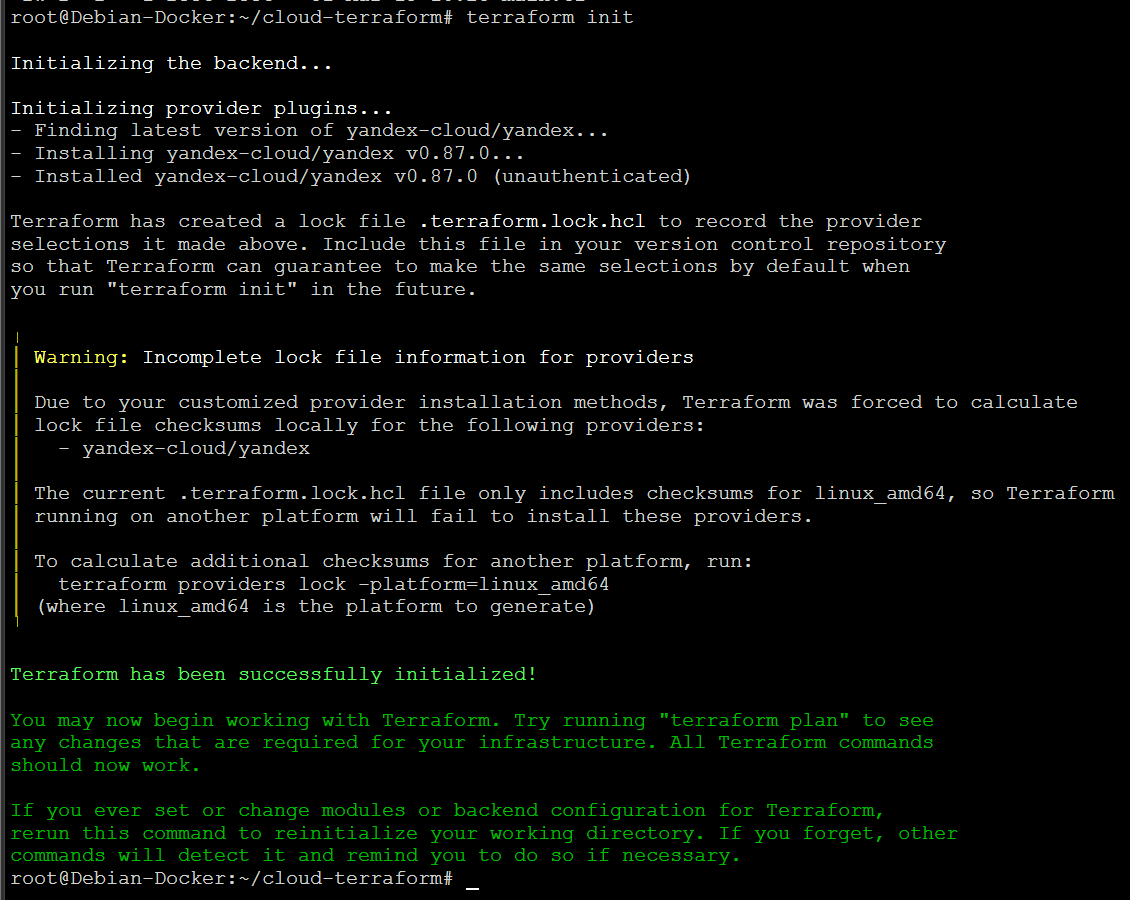 root@Debian-Docker:~/cloud-terraform# terraform init
Initializing the backend...
Initializing provider plugins...
- Finding latest version of yandex-cloud/yandex...
- Installing yandex-cloud/yandex v0.87.0...
- Installed yandex-cloud/yandex v0.87.0 (unauthenticated)
Terraform has created a lock file .terraform.lock.hcl to record the provider
selections it made above. Include this file in your version control repository
so that Terraform can guarantee to make the same selections by default when
you run "terraform init" in the future.
Warning: Incomplete lock file information for providers
Due to your customized provider installation methods, Terraform was forced to calculate
lock file checksums locally for the following providers:
- yandex-cloud/yandex
The current .terraform.lock.hcl file only includes checksums for linux_amd64, so Terraform
running on another platform will fail to install these providers.
To calculate additional checksums for another platform, run:
terraform providers lock -platform=linux_amd64
(where linux_amd64 is the platform to generate)
Terraform has been successfully initialized!
You may now begin working with Terraform. Try running "terraform plan" to see
any changes that are required for your infrastructure. All Terraform commands
should now work.
If you ever set or change modules or backend configuration for Terraform,
rerun this command to reinitialize your working directory. If you forget, other
commands will detect it and remind you to do so if necessary.
root@Debian-Docker:~/cloud-terraform# _